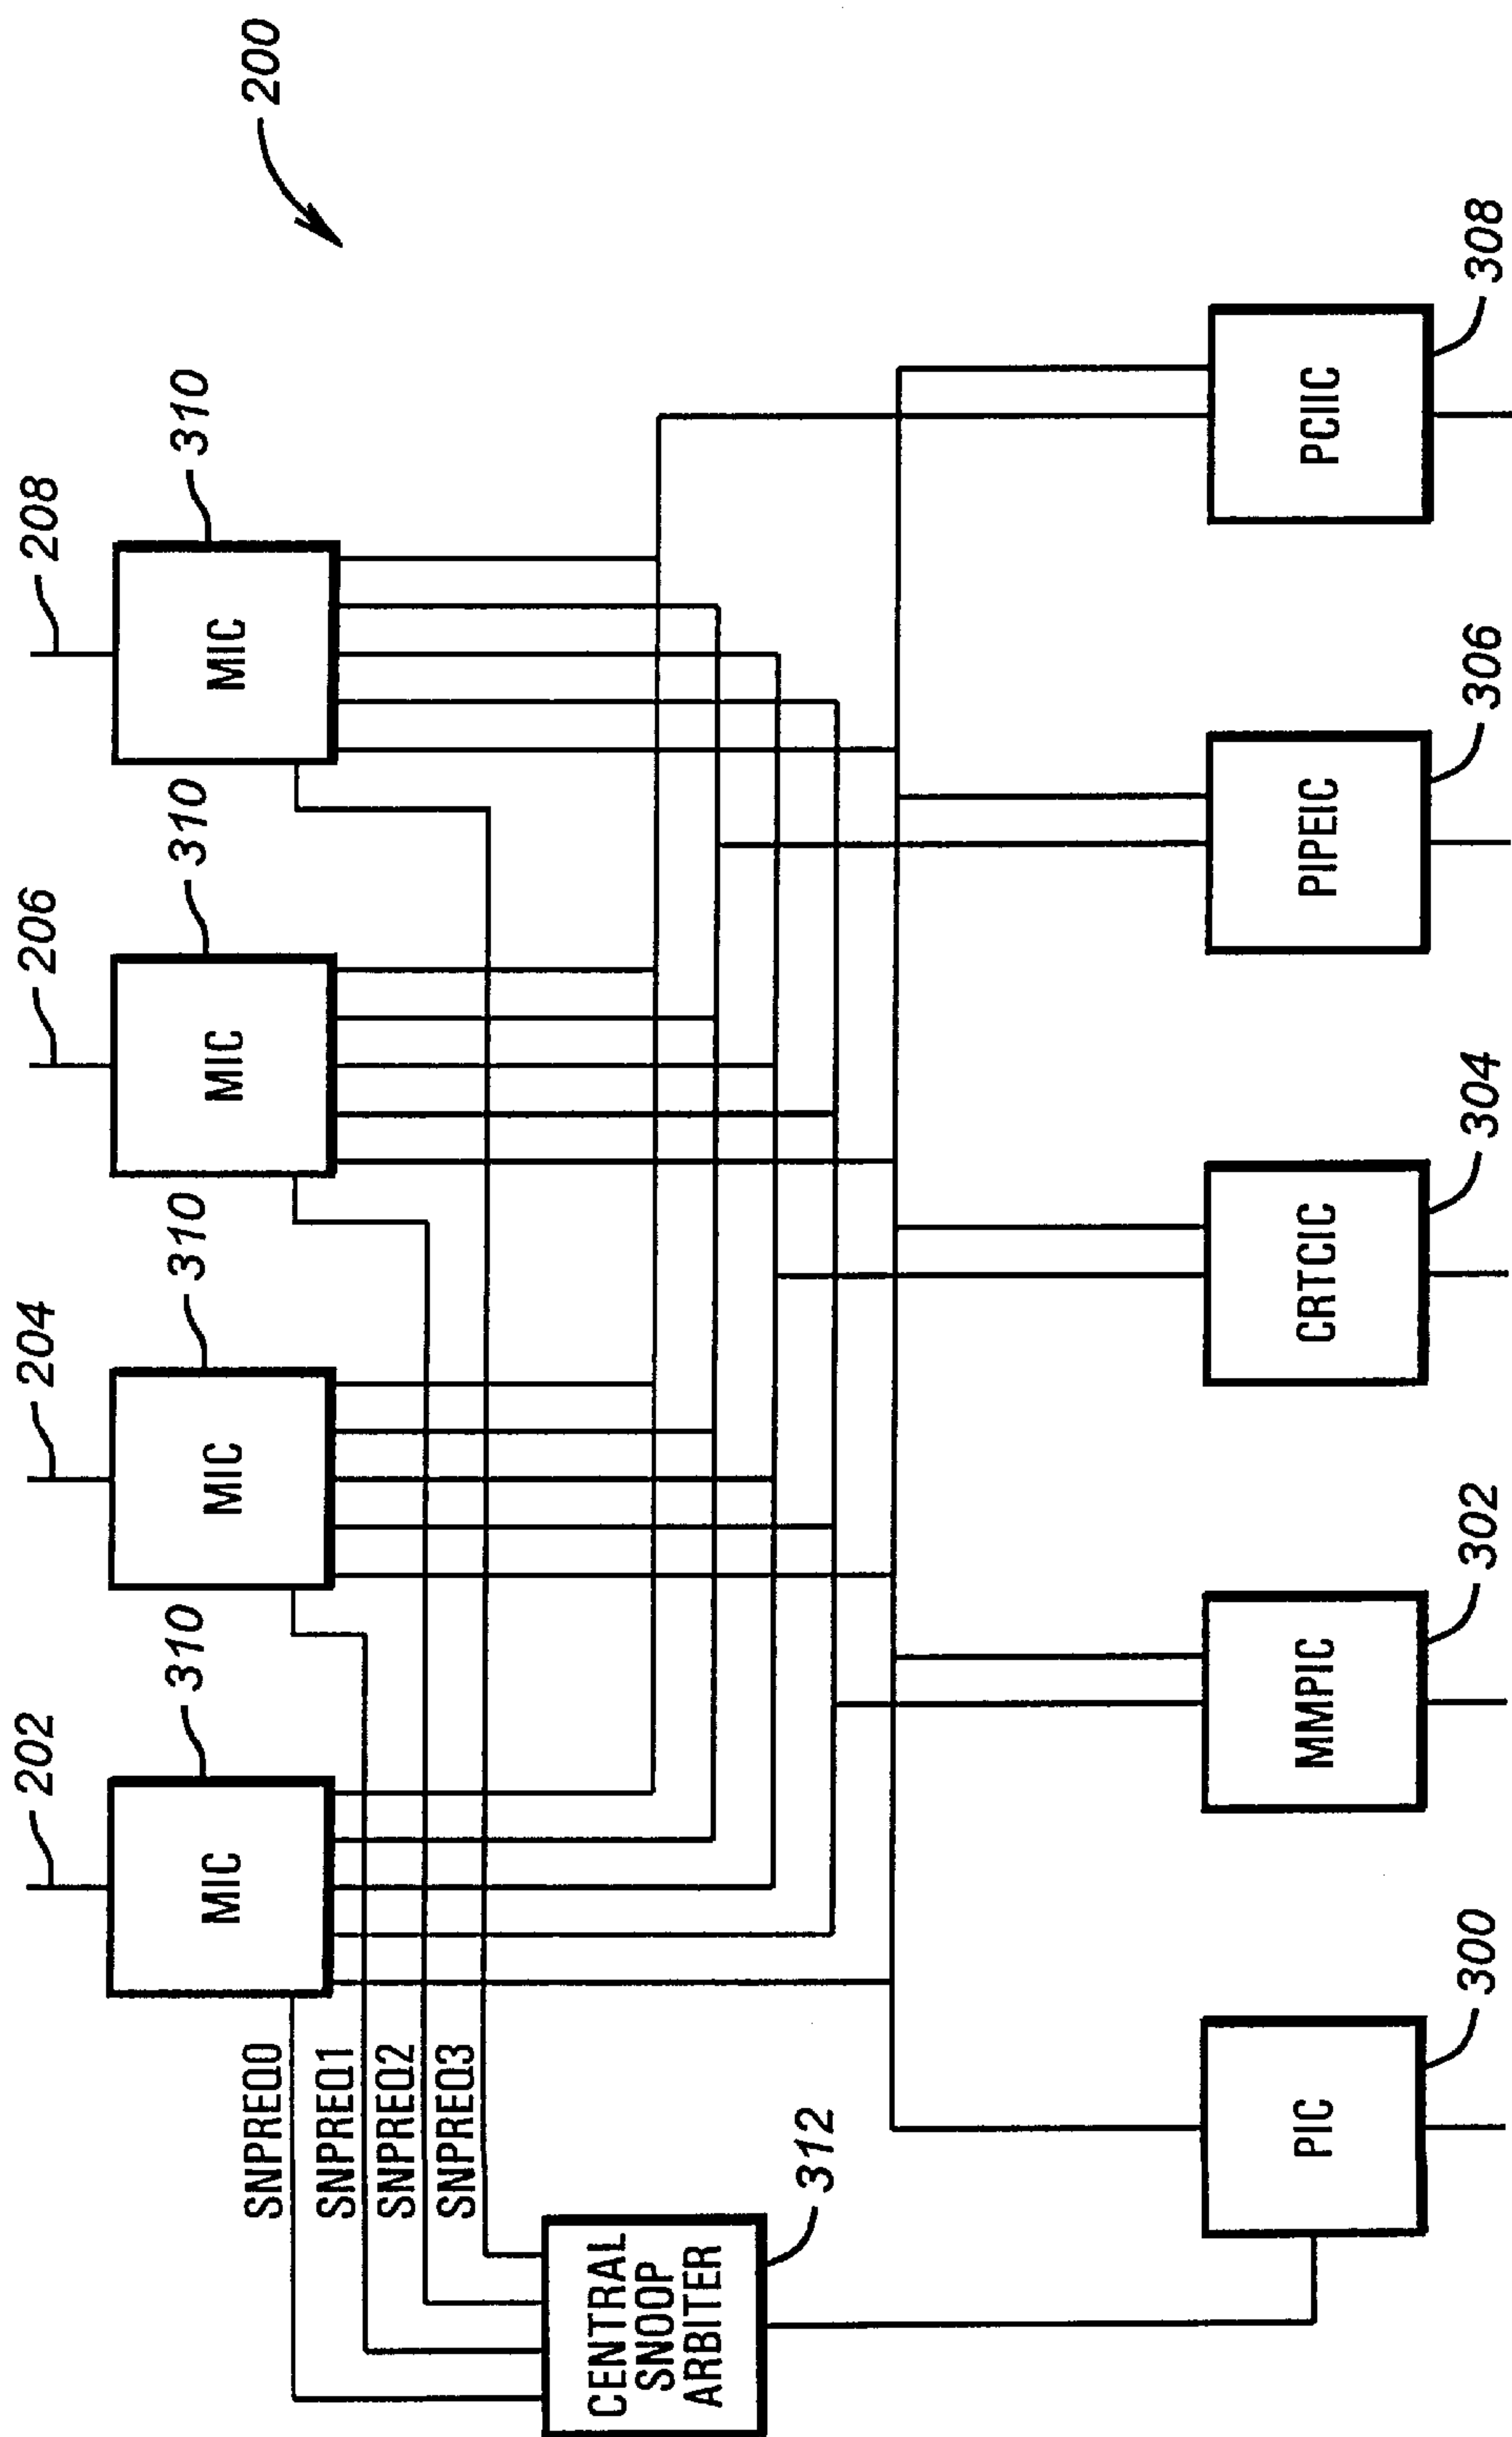 200
202
204
206
208
310
310
310
310
MIC
MIC
MIC
MIC
SNPREQ0
SNPREQ1
SNPREQ2
SNPREQ3
CENTRAL
SNOOP
ARBITER
312
PIC
MMPIC
CRTCIC
PIPEIC
PCIIC
300
302
304
306
308